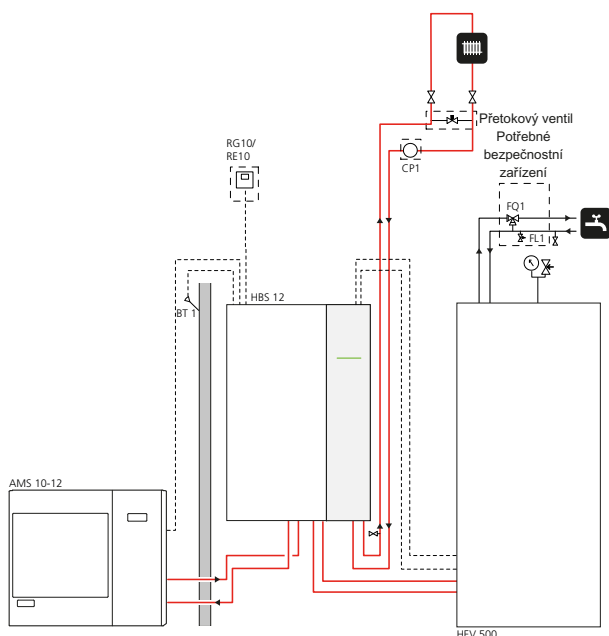 Přetokový ventil
Potřebné
bezpečnostní
zařízení
RG10/
RE10
CP1
FQ1
FL1
BT 1
HBS 12
AMS 10-12
HEV 500